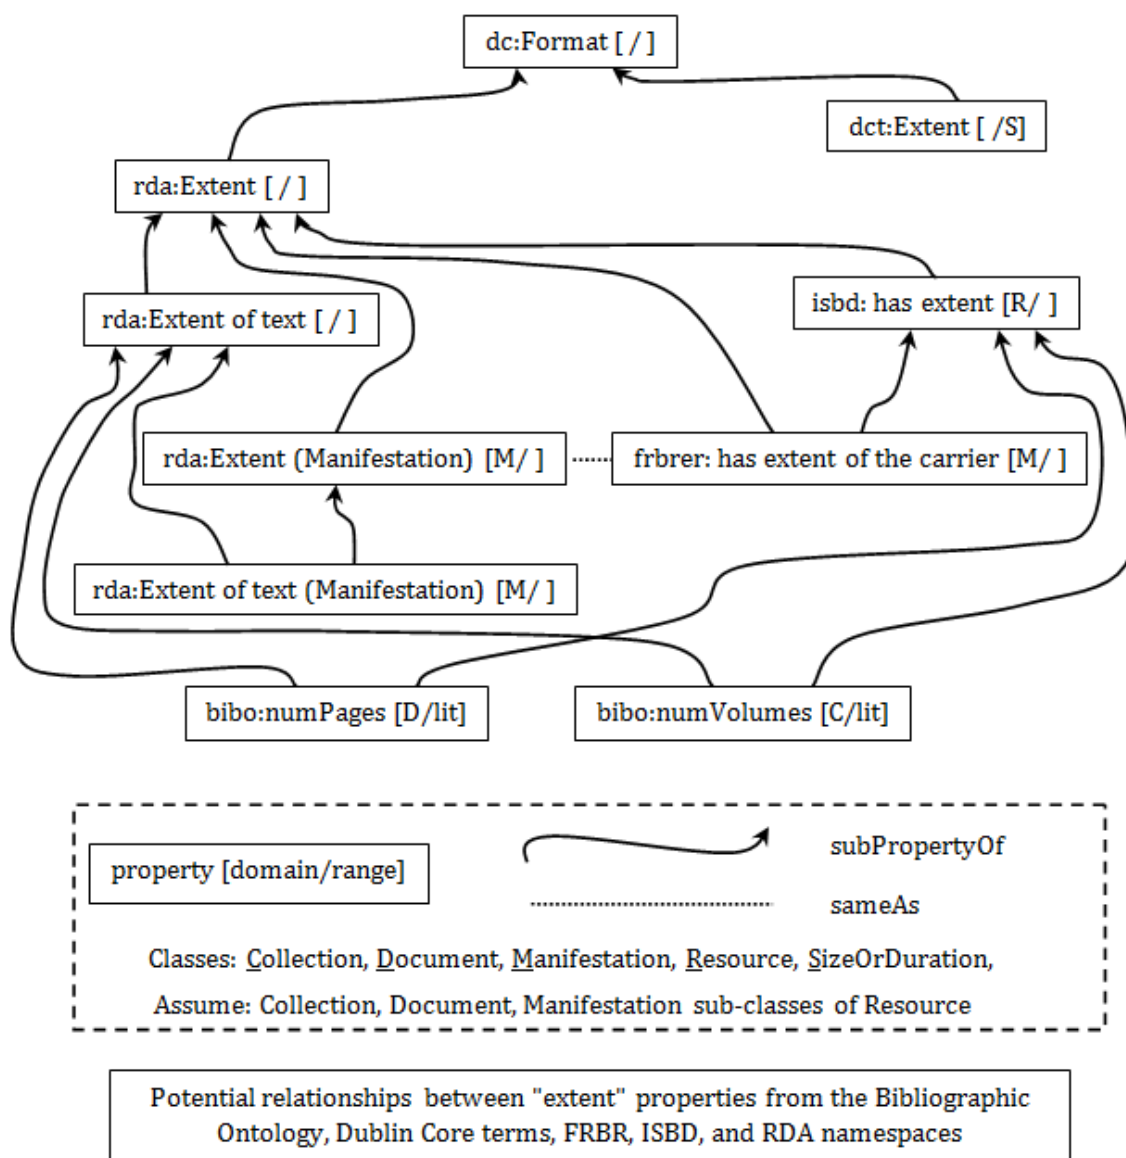 dc:Format [ / ]
dct:Extent [ /S]
rda:Extent [ / ]
rda:Extent of text [ / ]
isbd: has extent [R/ ]
rda:Extent (Manifestation) [M/ ]
frbrer: has extent of the carrier [M/ ]
rda:Extent of text (Manifestation) [M/ ]
bibo:numPages [D/lit]
bibo:numVolumes [C/lit]
property [domain/range]
subPropertyOf
sameAs
Classes: Collection, Document, Manifestation, Resource, SizeOrDuration,
Assume: Collection, Document, Manifestation sub-classes of Resource
Potential relationships between "extent" properties from the Bibliographic
Ontology, Dublin Core terms, FRBR, ISBD, and RDA namespaces